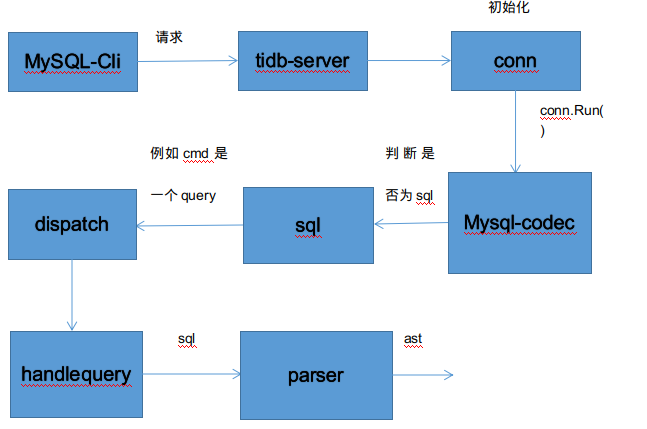 初始化
请求
MySQL-Cli
tidb-server
conn
conn.Run(
)
例如 cmd 是
一个 query
判 断 是
否为 sql
dispatch
sql
Mysql-codec
sql
ast
handlequery
parser